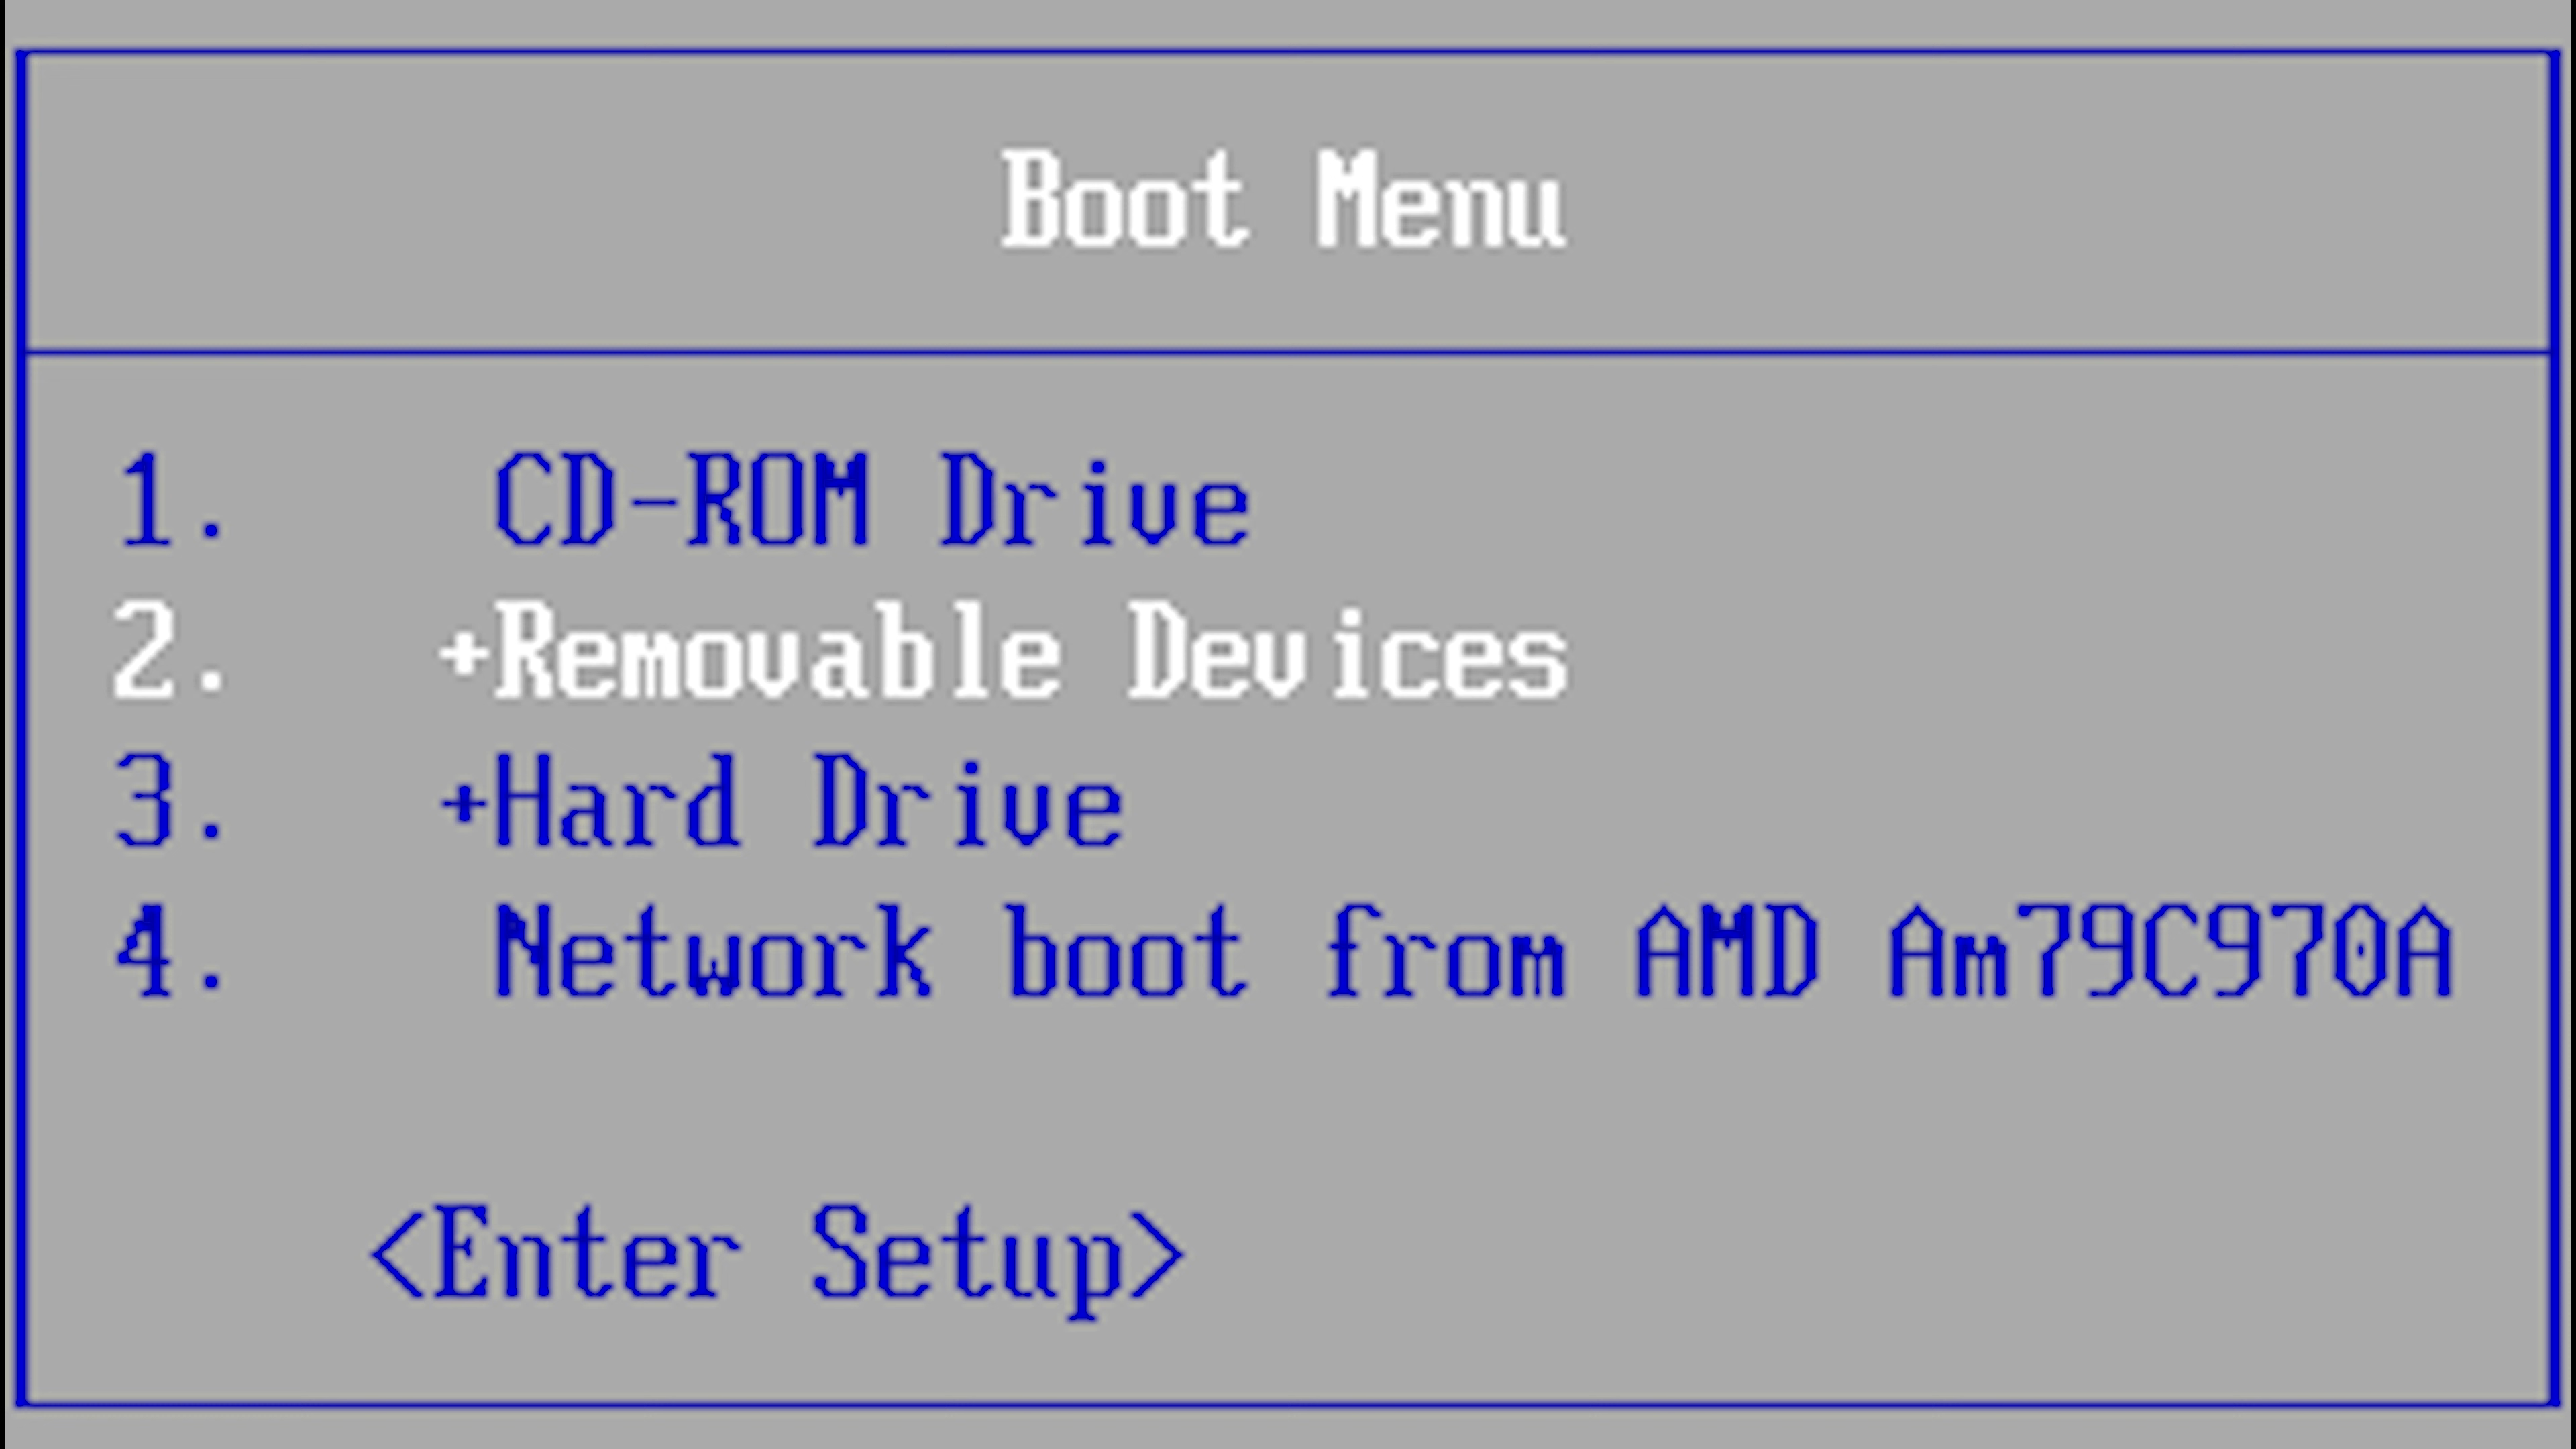 Boot Menu
1. CD-ROM Drive
2. +Removable Devices
3. +Hard Drive
4. Network boot from AMD Am79C970A
<Enter Setup>